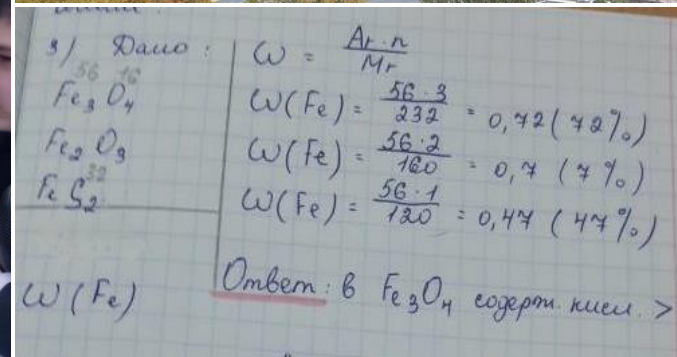 3) Дано:
56 16
Fe₃O₄
Fe₂O₃
32
FeS₂
ω(Fe)
ω = Ar·n / Mr
ω(Fe) = 56·3 / 232 = 0,72 (72%)
ω(Fe) = 56·2 / 160 = 0,7 (7%)
ω(Fe) = 56·1 / 120 = 0,47 (47%)
Ответ: в Fe₃O₄ содерж. кисл. >